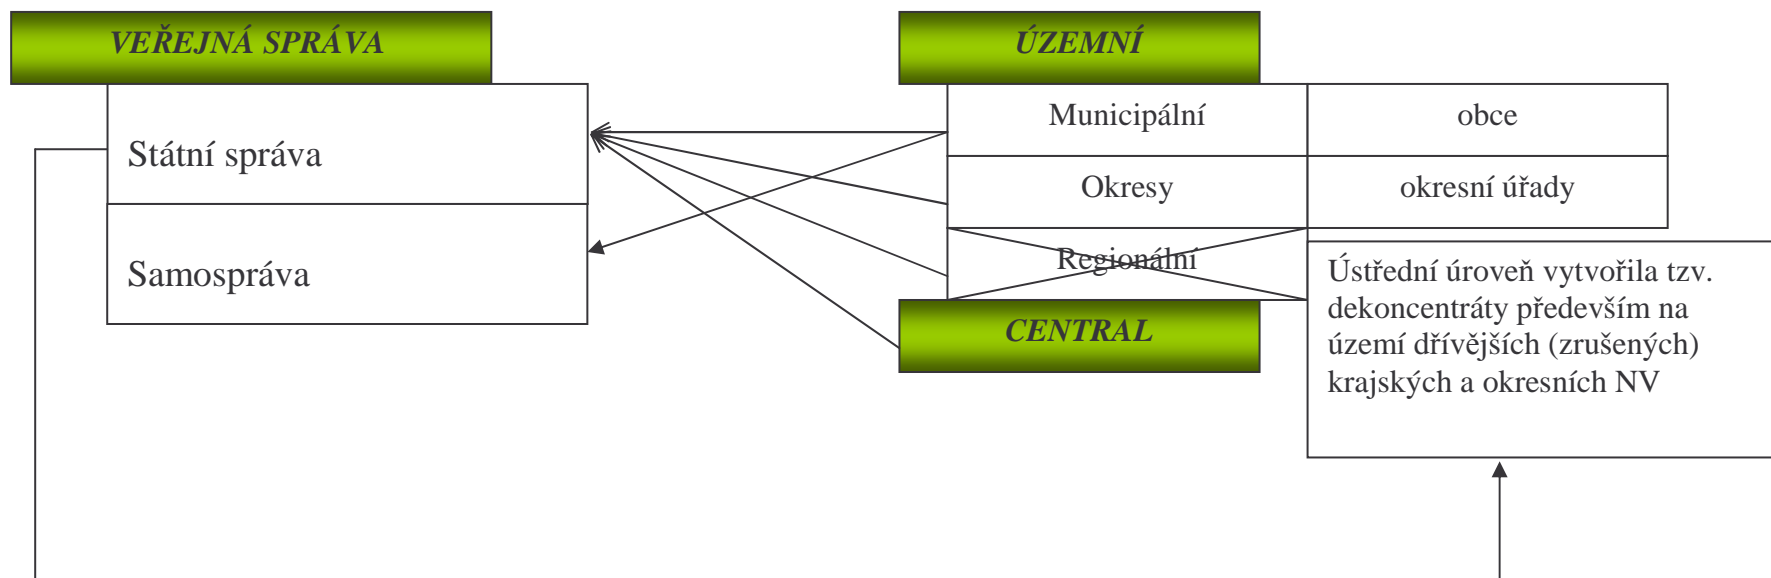 VEŘEJNÁ SPRÁVA
Státní správa
Samospráva
ÚZEMNÍ
Municipální
obce
Okresy
okresní úřady
Regionální
CENTRAL
Ústřední úroveň vytvořila tzv.
dekoncentráty především na
území dřívějších (zrušených)
krajských a okresních NV